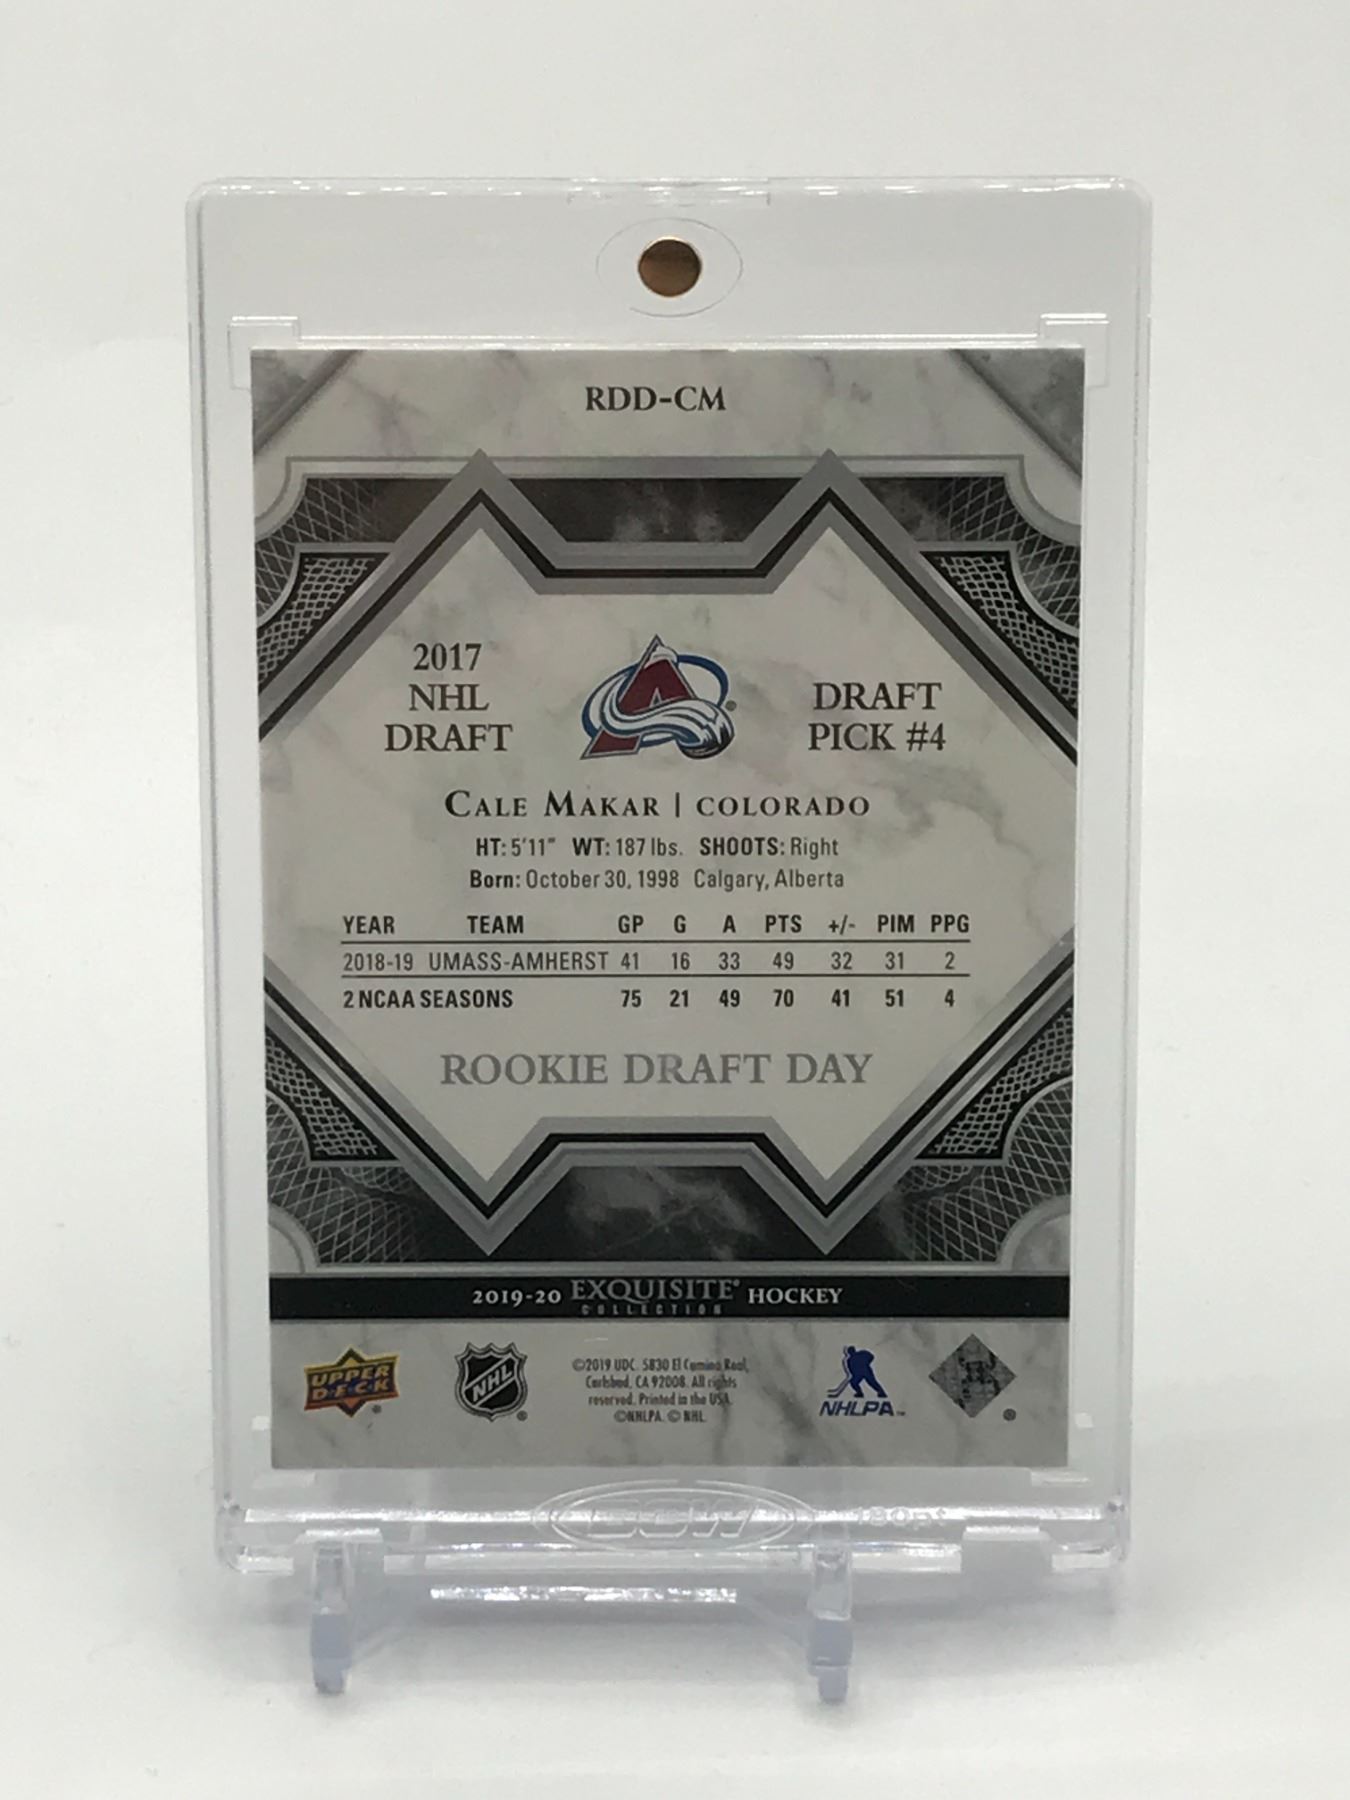 RDD-CM
2017
NHL
DRAFT
DRAFT
PICK #4
CALE MAKAR | COLORADO
HT: 5'11" WT: 187 lbs. SHOOTS: Right
Born: October 30, 1998 Calgary, Alberta
YEAR TEAM GP G A PTS +/- PIM PPG
2018-19 UMASS-AMHERST 41 16 33 49 32 31 2
2 NCAA SEASONS 75 21 49 70 41 51 4
ROOKIE DRAFT DAY
2019-20 EXQUISITE® HOCKEY
COLLECTION
UPPER
DECK
®
NHL
®
©2019 UDC. 5830 El Camino Real,
Carlsbad, CA 92008. All rights
reserved. Printed in the USA.
©NHLPA. © NHL.
NHLPA™
®
BCW
180pt